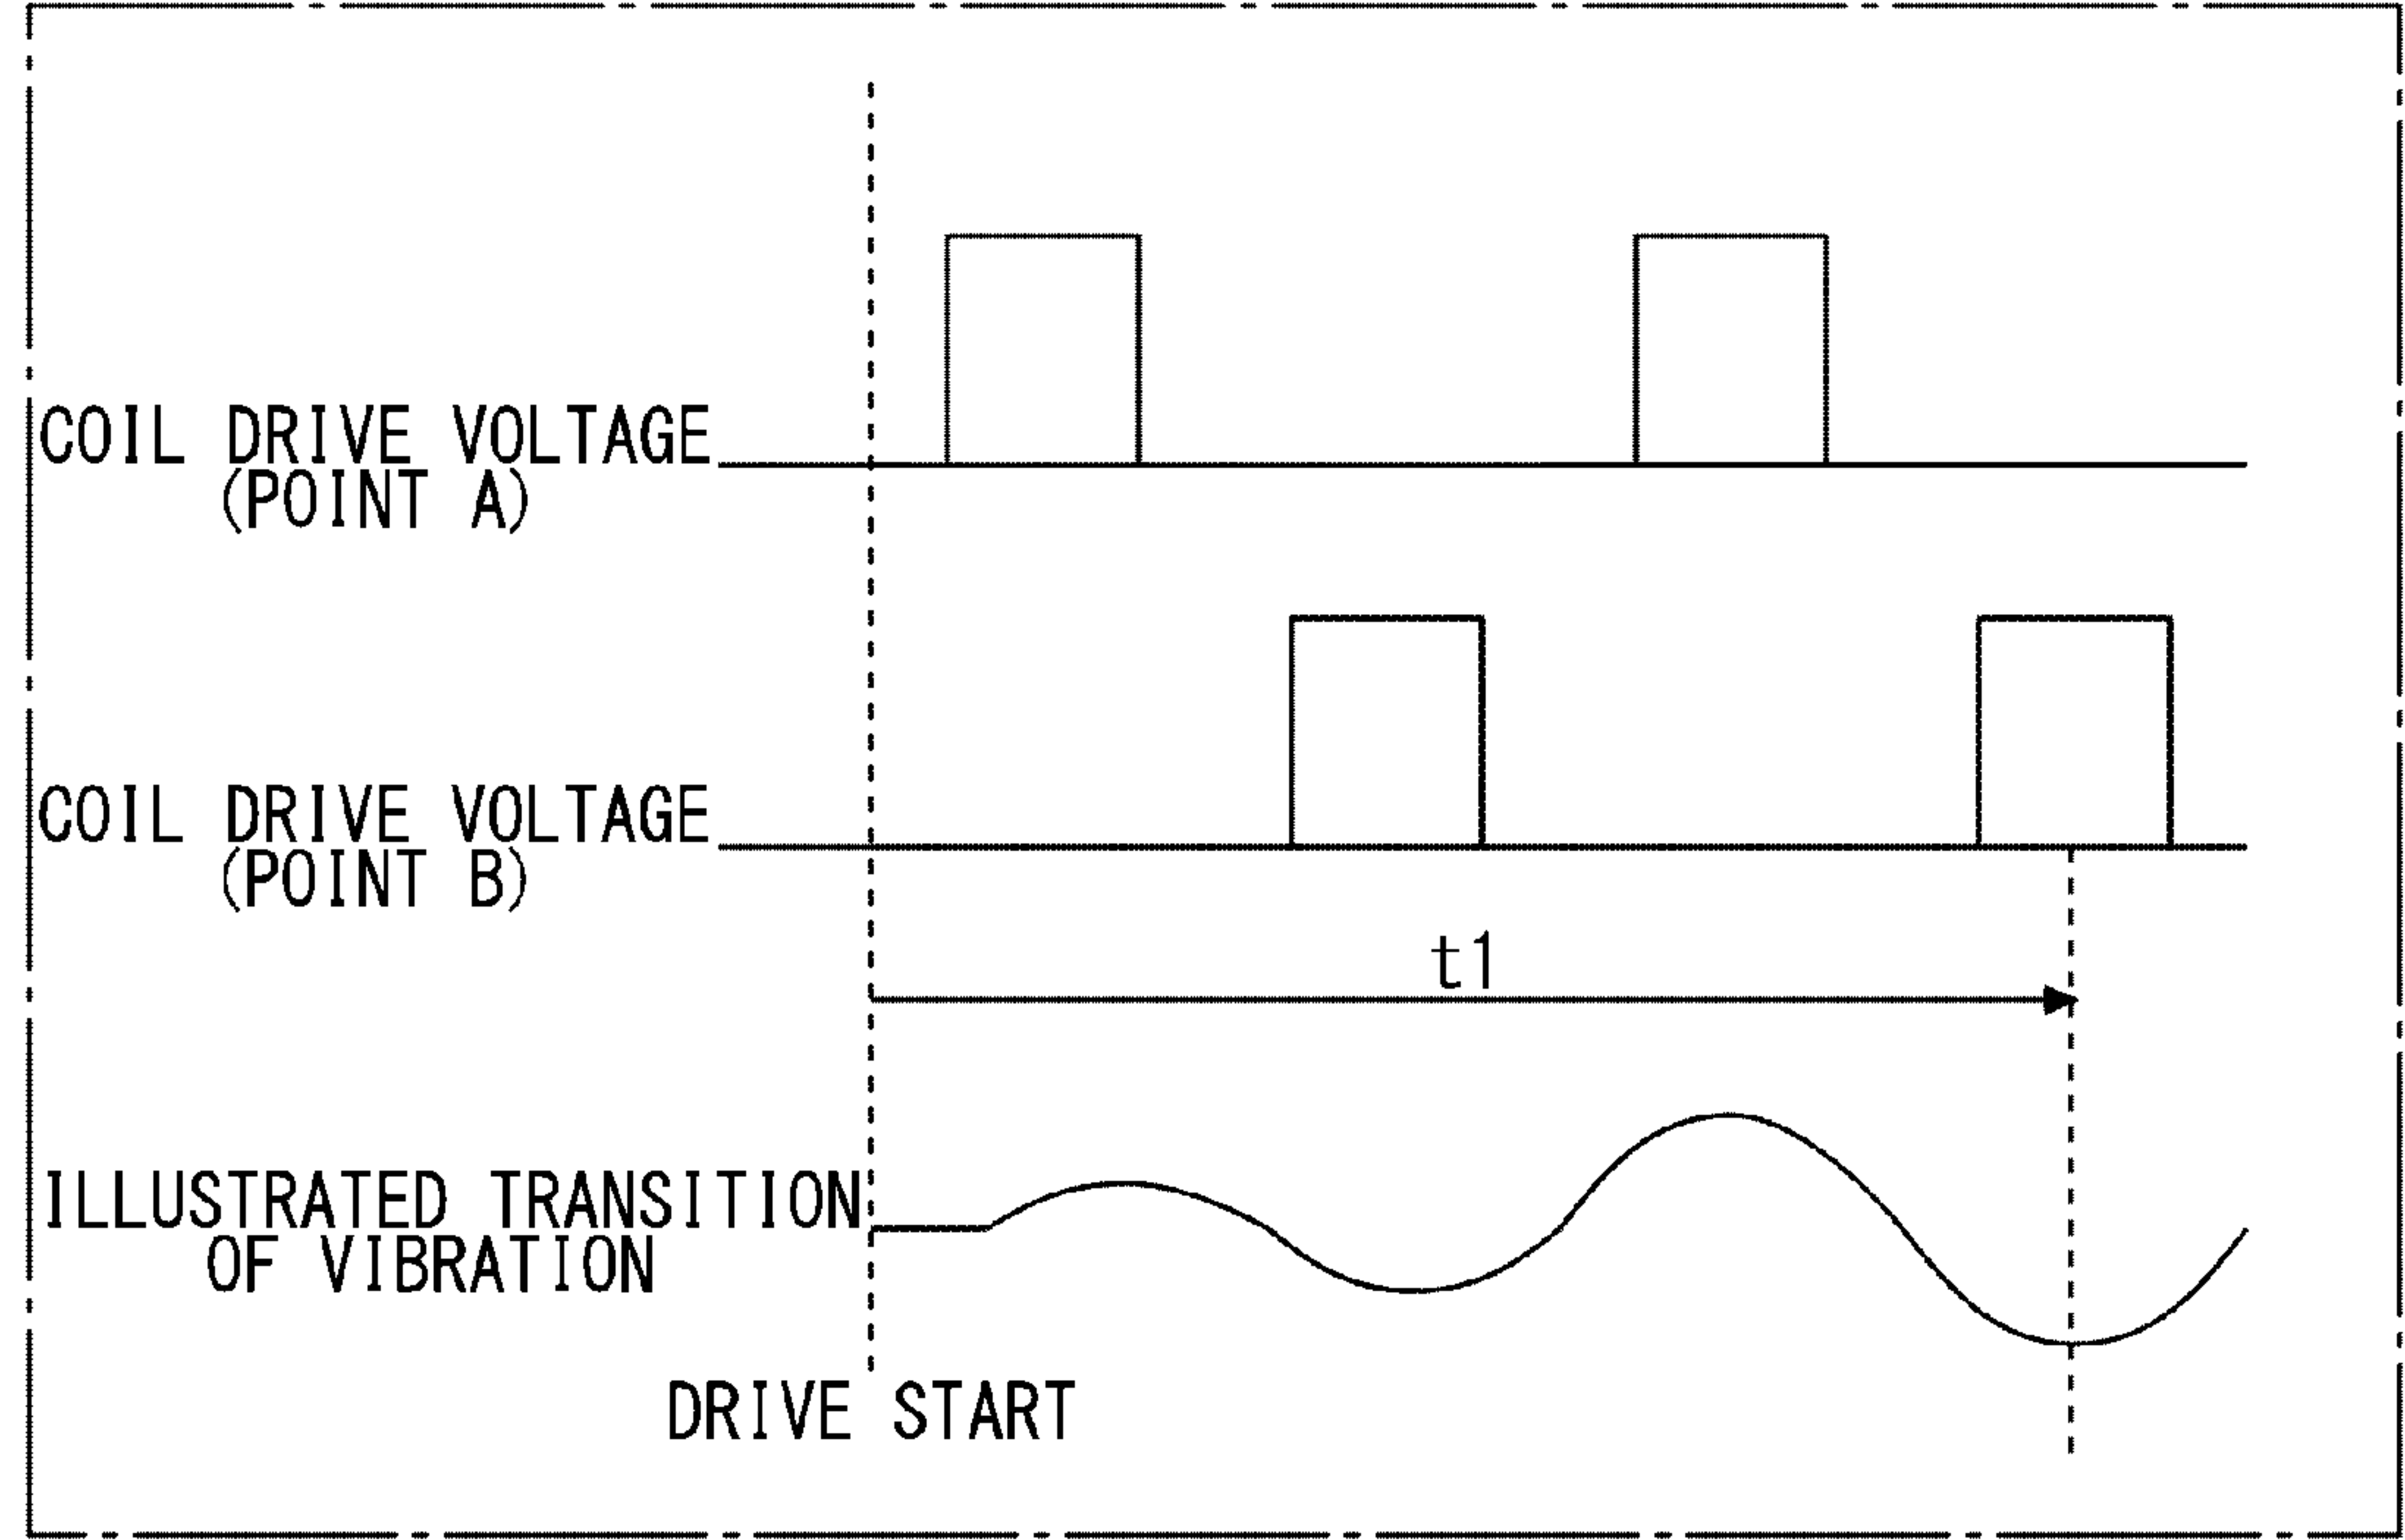 COIL DRIVE VOLTAGE
(POINT A)
COIL DRIVE VOLTAGE
(POINT B)
t1
ILLUSTRATED TRANSITION
OF VIBRATION
DRIVE START